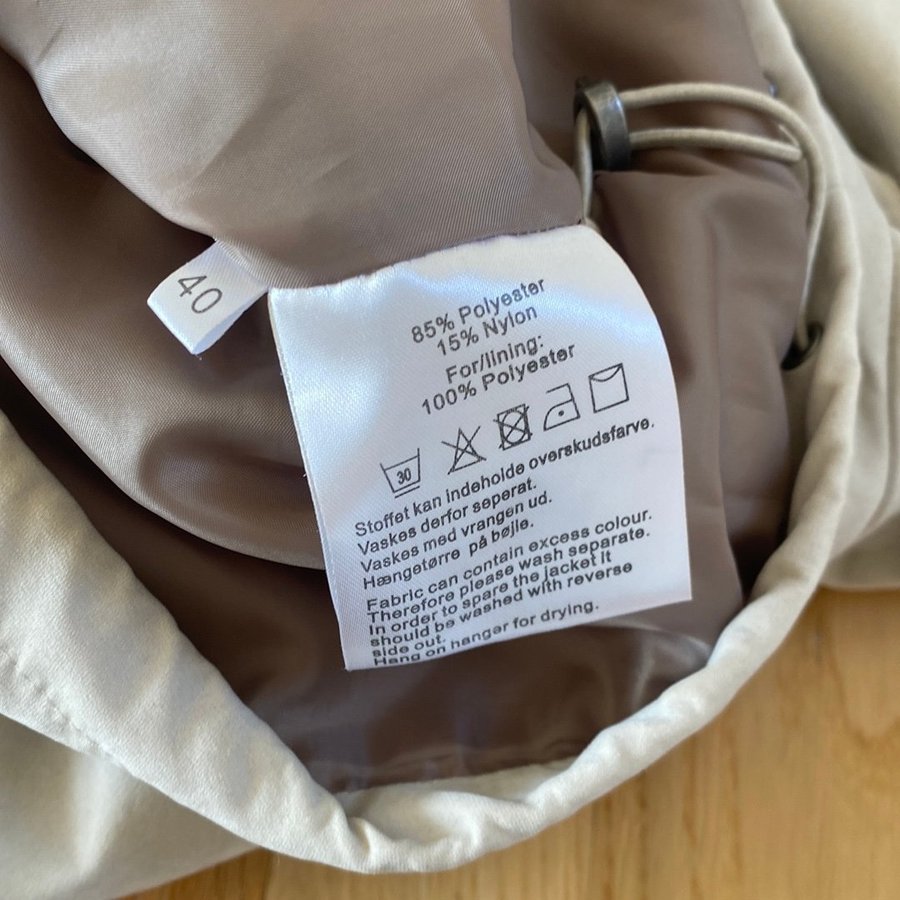 40
85% Polyester
15% Nylon
For/lining:
100% Polyester
30
Stoffet kan indeholde overskudsfarve.
Vaskes derfor seperat.
Vaskes med vrangen ud.
Hængetørre på bøjle.
Fabric can contain excess colour.
Therefore please wash separate.
In order to spare the jacket it
should be washed with reverse
side out.
Hang on hanger for drying.